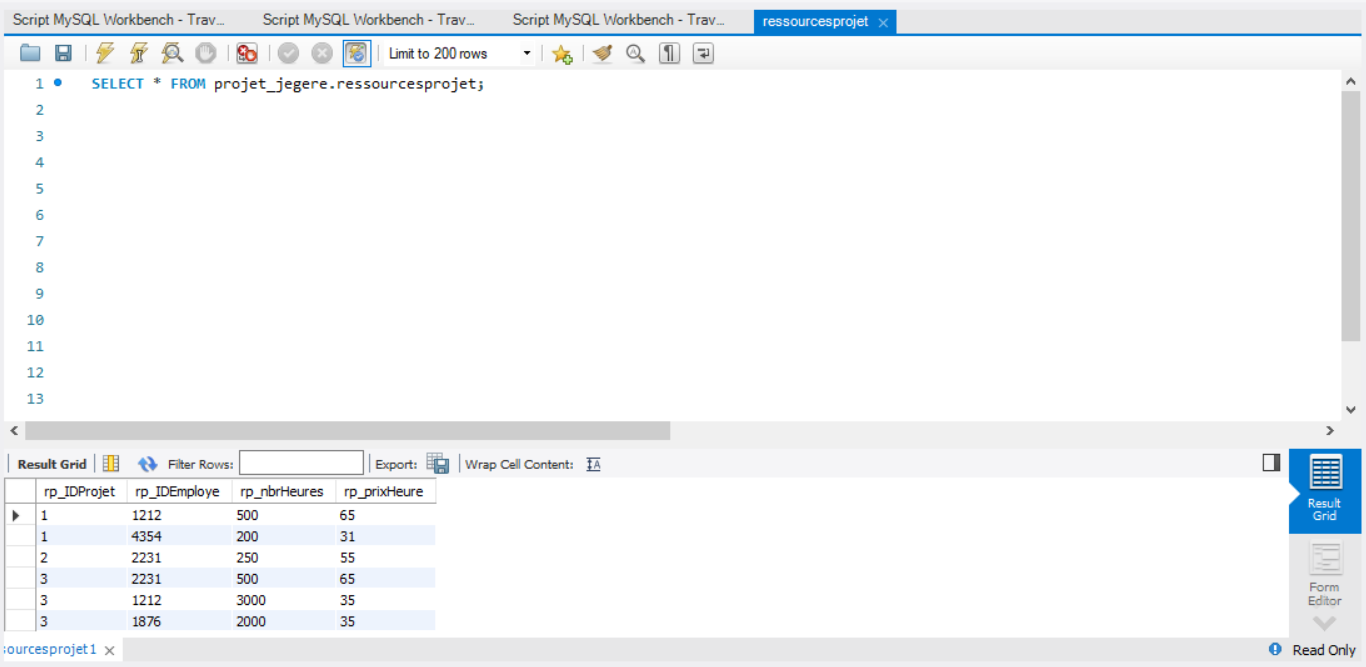 Script MySQL Workbench - Trav... Script MySQL Workbench - Trav... Script MySQL Workbench - Trav... ressourcesprojet
Limit to 200 rows
1 SELECT * FROM projet_jegere.ressourcesprojet;
2
3
4
5
6
7
8
9
10
11
12
13
Result Grid Filter Rows: Export: Wrap Cell Content: IA
rp_IDProjet rp_IDEmploye rp_nbrHeures rp_prixHeure
1 1212 500 65
1 4354 200 31
2 2231 250 55
3 2231 500 65
3 1212 3000 35
3 1876 2000 35
Result
Grid
Form
Editor
sourcesprojet1 Read Only